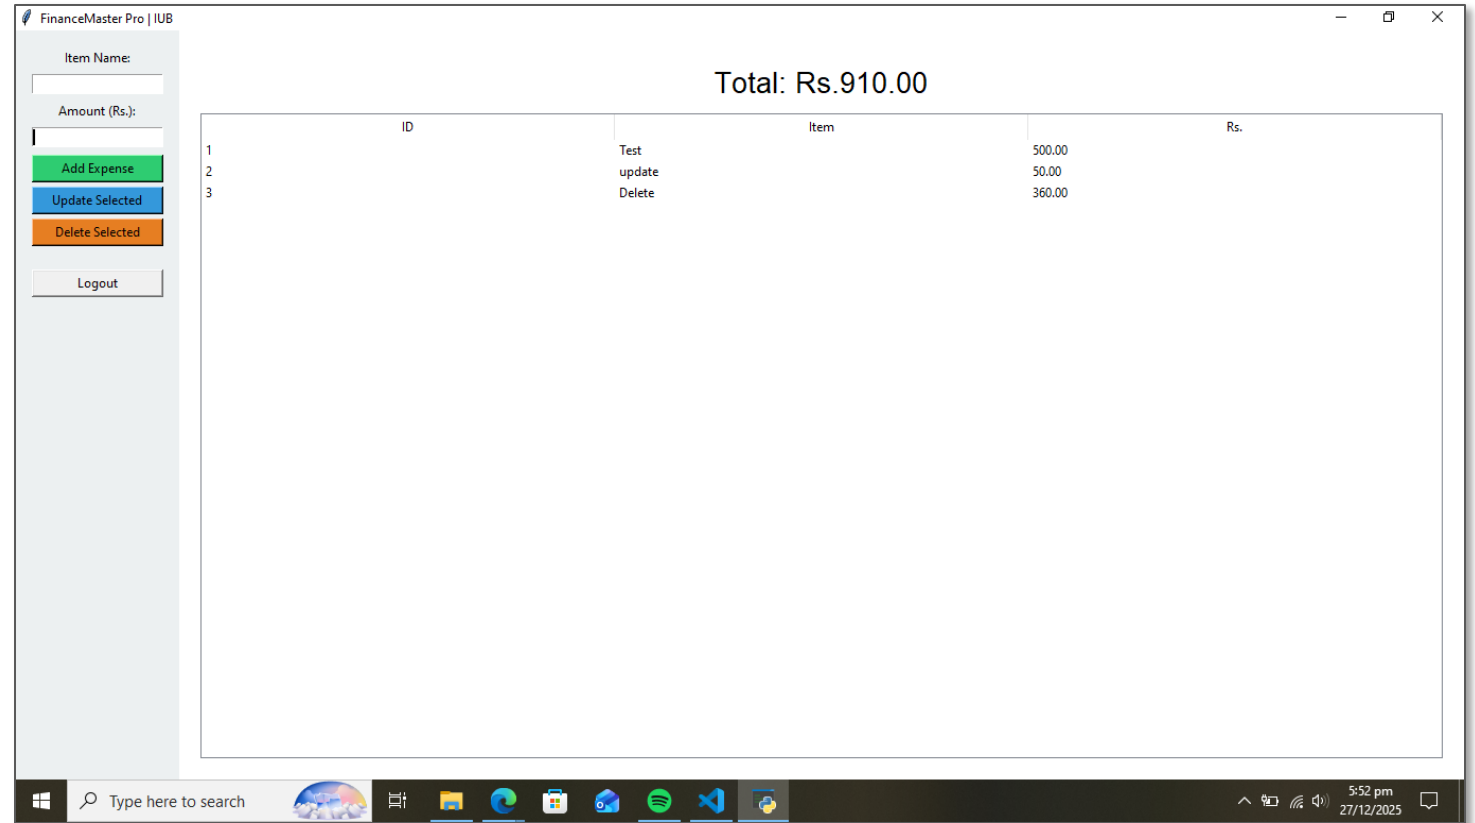 FinanceMaster Pro | IUB
Item Name:
Amount (Rs.):
Add Expense
Update Selected
Delete Selected
Logout
Total: Rs.910.00
ID Item Rs.
1 Test 500.00
2 update 50.00
3 Delete 360.00
Type here to search
5:52 pm
27/12/2025